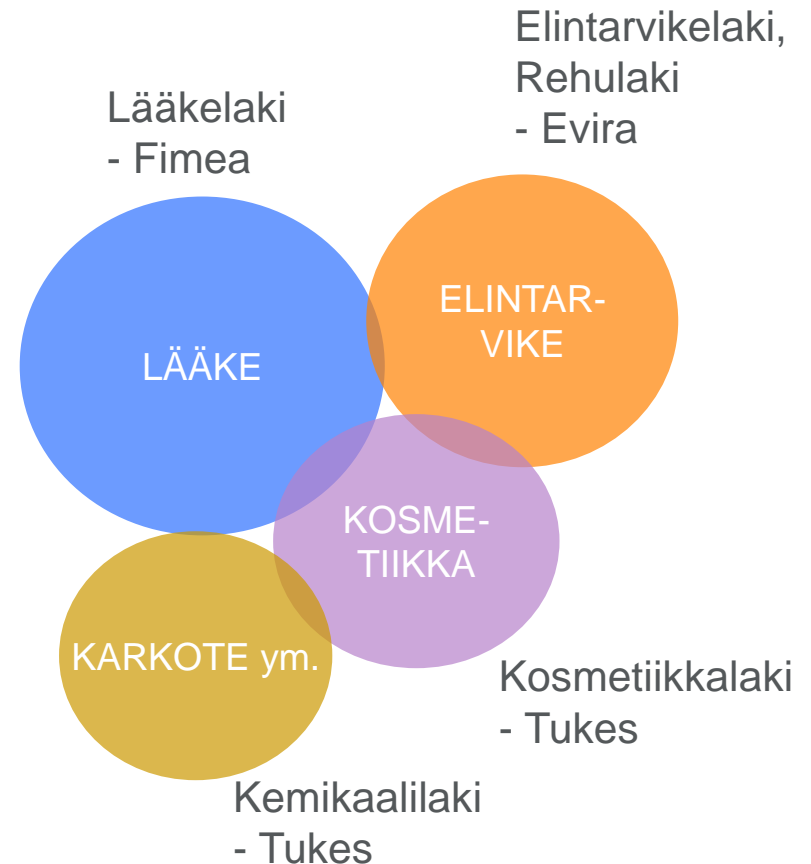 Elintarvikelaki,
Rehulaki
- Evira
Lääkelaki
- Fimea
ELINTAR-
VIKE
LÄÄKE
KOSME-
TIIKKA
KARKOTE ym.
Kosmetiikkalaki
- Tukes
Kemikaalilaki
- Tukes